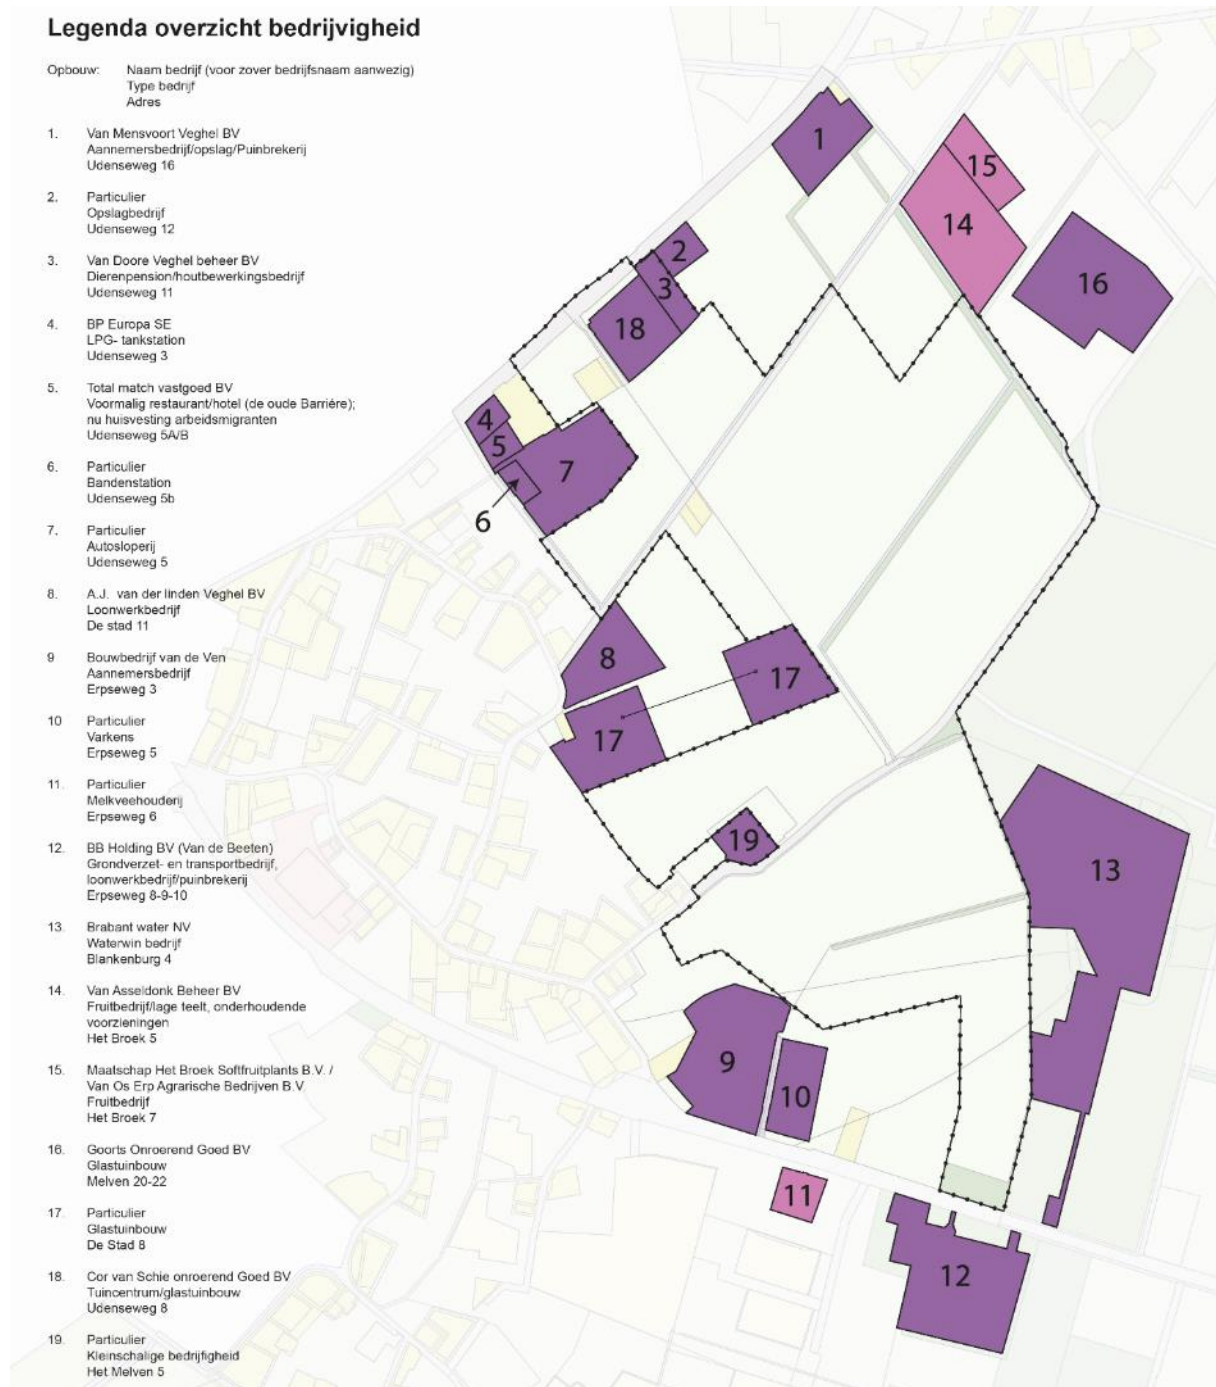 Legenda overzicht bedrijvigheid
Opbouw: Naam bedrijf (voor zover bedrijfsnaam aanwezig)
Type bedrijf
Adres
1. Van Mensvoort Veghel BV
Aannemersbedrijf/opslag/Puinbrekerij
Udenseweg 16
2. Particulier
Opslagbedrijf
Udenseweg 12
3. Van Doore Veghel beheer BV
Dierenpension/houtbewerkingsbedrijf
Udenseweg 11
4. BP Europa SE
LPG- tankstation
Udenseweg 3
5. Total match vastgoed BV
Voormalig restaurant/hotel (de oude Barrière);
nu huisvesting arbeidsmigranten
Udenseweg 5A/B
6. Particulier
Bandenstation
Udenseweg 5b
7. Particulier
Autosloperij
Udenseweg 5
8. A.J. van der linden Veghel BV
Loonwerkbedrijf
De stad 11
9 Bouwbedrijf van de Ven
Aannemersbedrijf
Erpseweg 3
10 Particulier
Varkens
Erpseweg 5
11. Particulier
Melkveehouderij
Erpseweg 6
12. BB Holding BV (Van de Beeten)
Grondverzet- en transportbedrijf,
loonwerkbedrijf/puinbrekerij
Erpseweg 8-9-10
13. Brabant water NV
Waterwin bedrijf
Blankenburg 4
14. Van Asseldonk Beheer BV
Fruitbedrijf/lage teelt, onderhoudende
voorzieningen
Het Broek 5
15. Maatschap Het Broek Softfruitplants B.V. /
Van Os Erp Agrarische Bedrijven B.V.
Fruitbedrijf
Het Broek 7
16. Goorts Onroerend Goed BV
Glastuinbouw
Melven 20-22
17. Particulier
Glastuinbouw
De Stad 8
18. Cor van Schie onroerend Goed BV
Tuincentrum/glastuinbouw
Udenseweg 8
19. Particulier
Kleinschalige bedrijfigheid
Het Melven 5
1
15
14
2
16
3
18
4
5
7
6
8
17
17
19
13
9
10
11
12